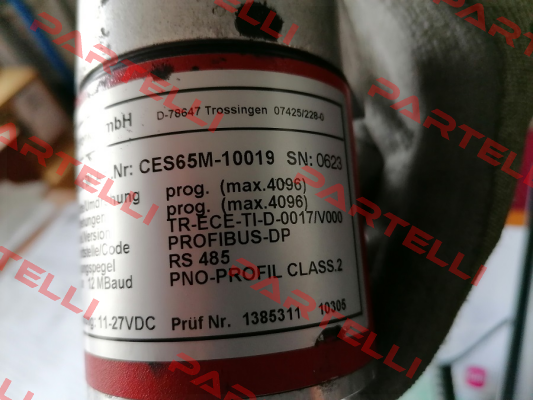 mbH D-78647 Trossingen 07425/228-0
Nr: CES65M-10019 SN: 0623
prog. (max.4096)
prog. (max.4096)
TR-ECE-TI-D-0017/V000
PROFIBUS-DP
RS 485
12 MBaud PNO-PROFIL CLASS.2
11-27VDC Prüf Nr. 1385311 10305
PARTELLI
PARTELLI
PARTELLI
PARTELLI
PARTELLI